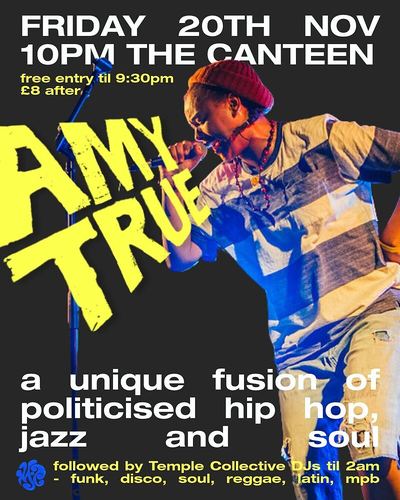 FRIDAY 20TH NOV
10PM THE CANTEEN
free entry til 9:30pm
£8 after
AMY
TRUE
a unique fusion of
politicised hip hop,
jazz and soul
followed by Temple Collective DJs til 2am
- funk, disco, soul, reggae, latin, mpb